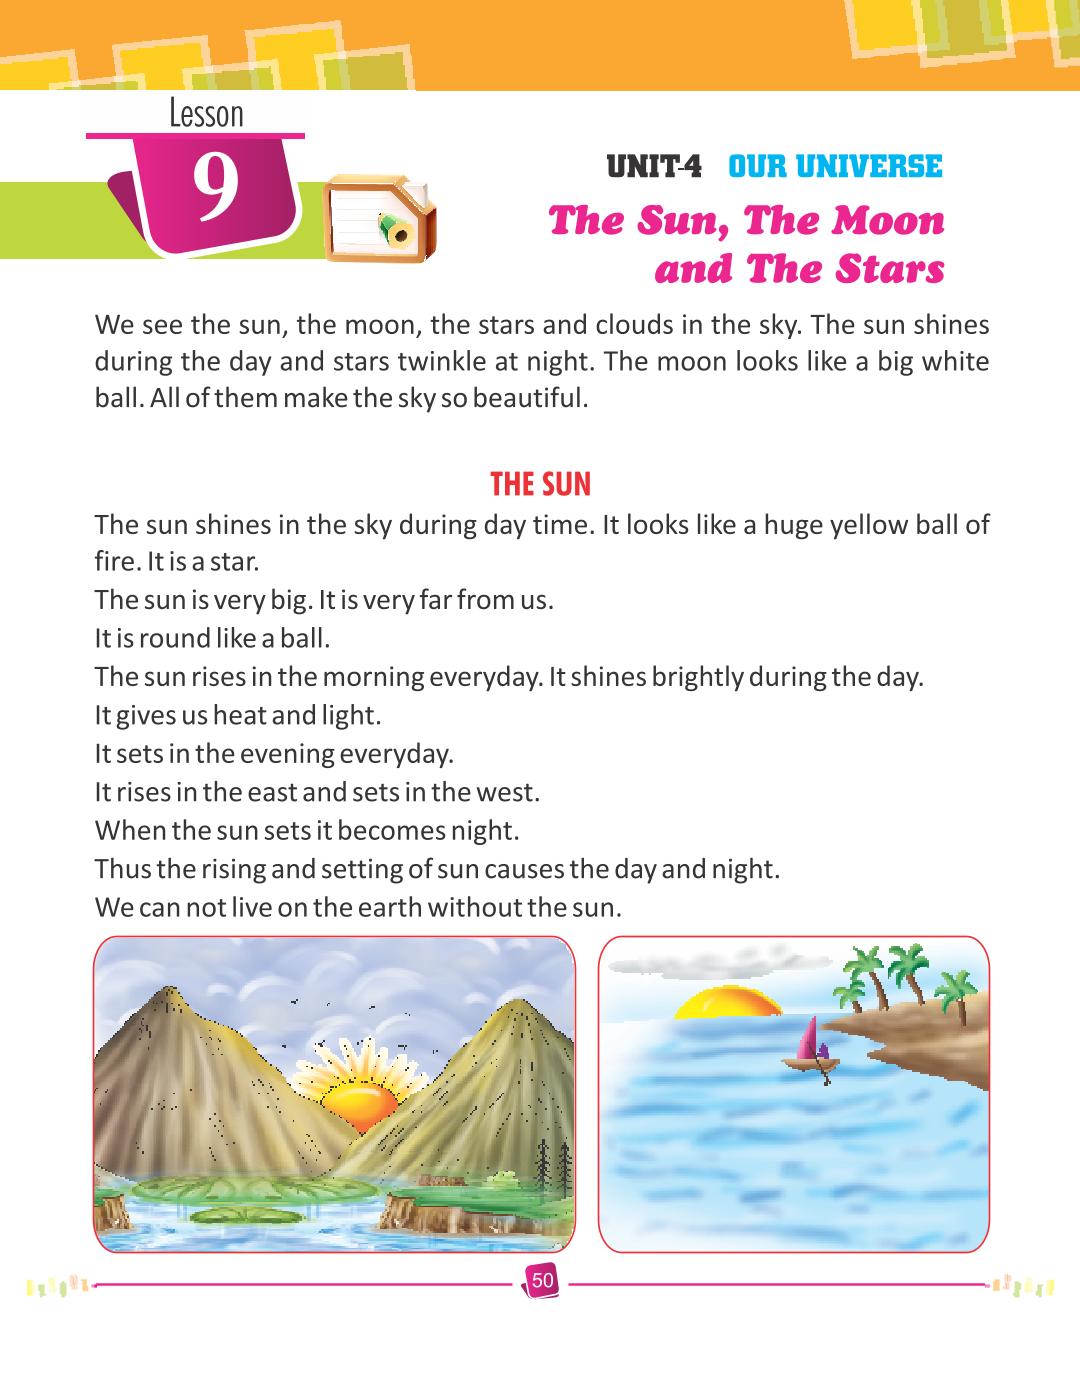 Lesson
9
UNIT-4 OUR UNIVERSE
The Sun, The Moon
and The Stars
We see the sun, the moon, the stars and clouds in the sky. The sun shines
during the day and stars twinkle at night. The moon looks like a big white
ball. All of them make the sky so beautiful.
THE SUN
The sun shines in the sky during day time. It looks like a huge yellow ball of
fire. It is a star.
The sun is very big. It is very far from us.
It is round like a ball.
The sun rises in the morning everyday. It shines brightly during the day.
It gives us heat and light.
It sets in the evening everyday.
It rises in the east and sets in the west.
When the sun sets it becomes night.
Thus the rising and setting of sun causes the day and night.
We can not live on the earth without the sun.
50